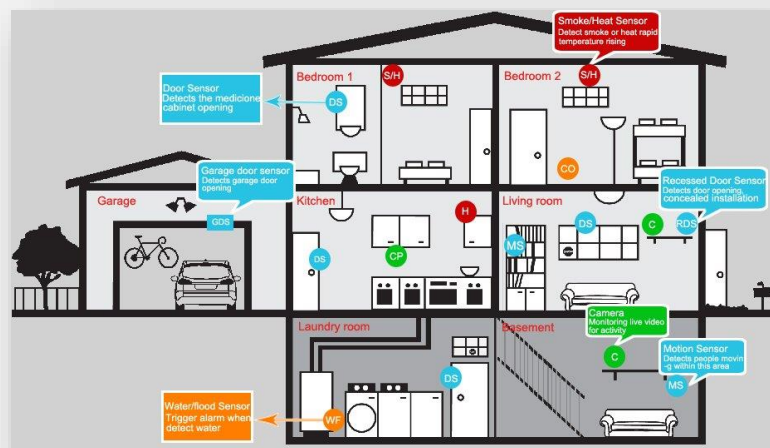 Smoke/Heat Sensor
Detect smoke or heat rapid
temperature rising
Bedroom 1
S/H
Bedroom 2
S/H
Door Sensor
Detects the medicione
cabinet opening
DS
CO
Garage door sensor
Detects garage door
opening
Recessed Door Sensor
Detects door opening,
concealed installation
Garage
GDS
Kitchen
H
Living room
DS
C
RDS
MS
DS
CP
Camera
Monitoring live video
for activity
Laundry room
Basement
C
Motion Sensor
Detects people movin
-g within this area
DS
MS
Water/flood Sensor
Trigger alarm when
detect water
WF